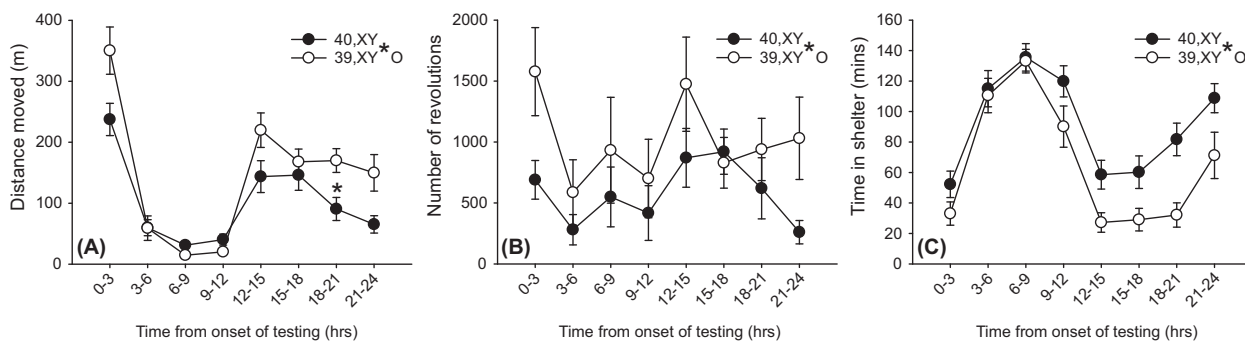 400
300
200
100
0
Distance moved (m)
40,XY
39,XY*O
*
(A)
0-3
3-6
6-9
9-12
12-15
15-18
18-21
21-24
Time from onset of testing (hrs)
2000
1500
1000
500
0
Number of revolutions
40,XY
39,XY*O
(B)
0-3
3-6
6-9
9-12
12-15
15-18
18-21
21-24
Time from onset of testing (hrs)
160
140
120
100
80
60
40
20
0
Time in shelter (mins)
40,XY
39,XY*O
(C)
0-3
3-6
6-9
9-12
12-15
15-18
18-21
21-24
Time from onset of testing (hrs)